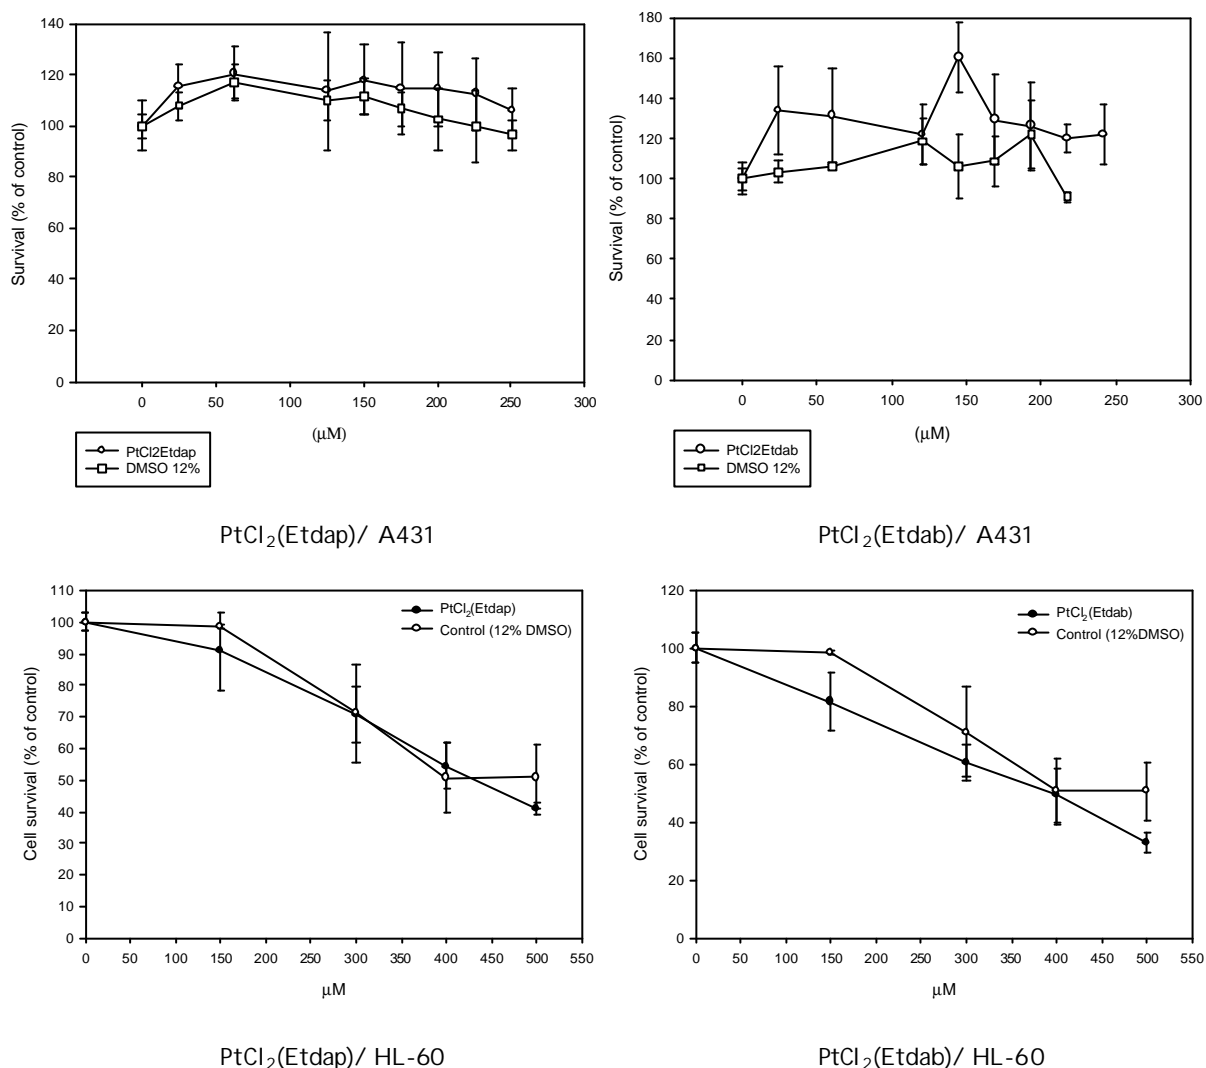 140
120
100
80
60
40
20
0
Survival (% of control)
0 50 100 150 200 250 300
(μM)
PtCl2Etdap
DMSO 12%
PtCl2(Etdap)/ A431
180
160
140
120
100
80
60
40
20
0
Survival (% of control)
0 50 100 150 200 250 300
(μM)
PtCl2Etdab
DMSO 12%
PtCl2(Etdab)/ A431
110
100
90
80
70
60
50
40
30
20
10
0
Cell survival (% of control)
PtCl2(Etdap)
Control (12% DMSO)
0 50 100 150 200 250 300 350 400 450 500 550
μM
PtCl2(Etdap)/ HL-60
120
100
80
60
40
20
0
Cell survival (% of control)
PtCl2(Etdab)
Control (12%DMSO)
0 50 100 150 200 250 300 350 400 450 500 550
μM
PtCl2(Etdab)/ HL-60